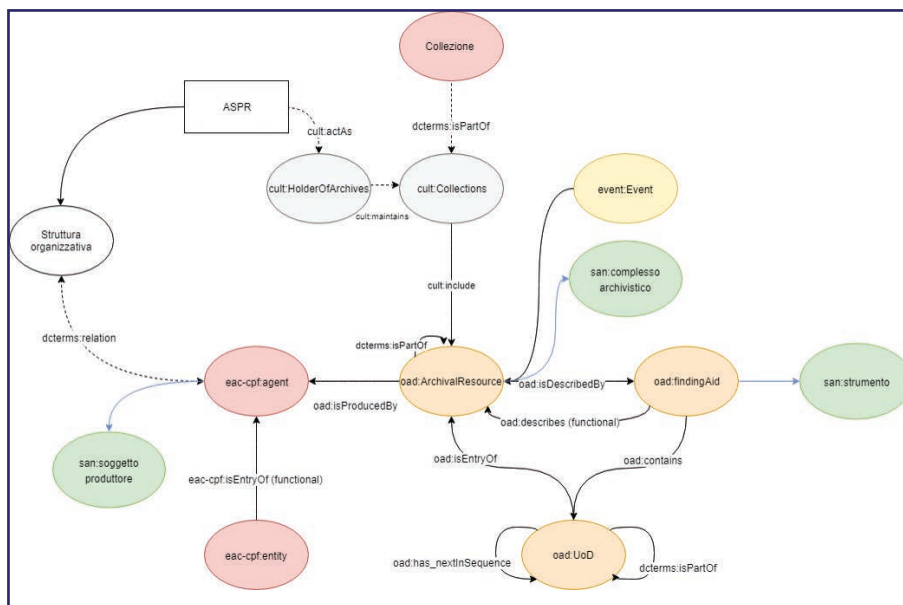 Collezione
ASPR
cult:actAs
dcterms:isPartOf
cult:HolderOfArchives
cult:Collections
cult:maintains
event:Event
Struttura
organizzativa
san:complesso
archivistico
cult:include
dcterms:relation
dcterms:isPartOf
eac-cpf:agent
oad:isProducedBy
oad:ArchivalResource
oad:isDescribedBy
oad:findingAid
san:strumento
oad:describes (functional)
san:soggetto
produttore
eac-cpf:isEntryOf (functional)
oad:isEntryOf
oad:contains
eac-cpf:entity
oad:has_nextInSequence
oad:UoD
dcterms:isPartOf